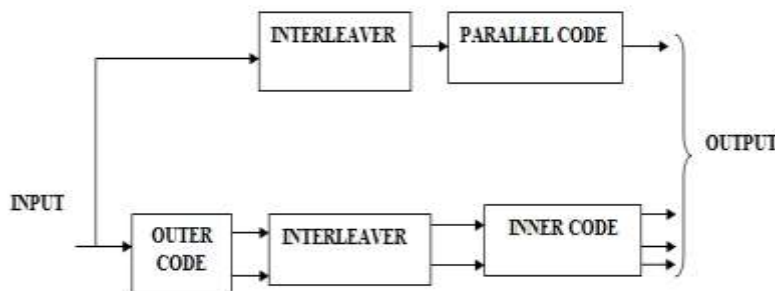 INTERLEAVER
PARALLEL CODE
OUTPUT
INPUT
OUTER
CODE
INTERLEAVER
INNER CODE